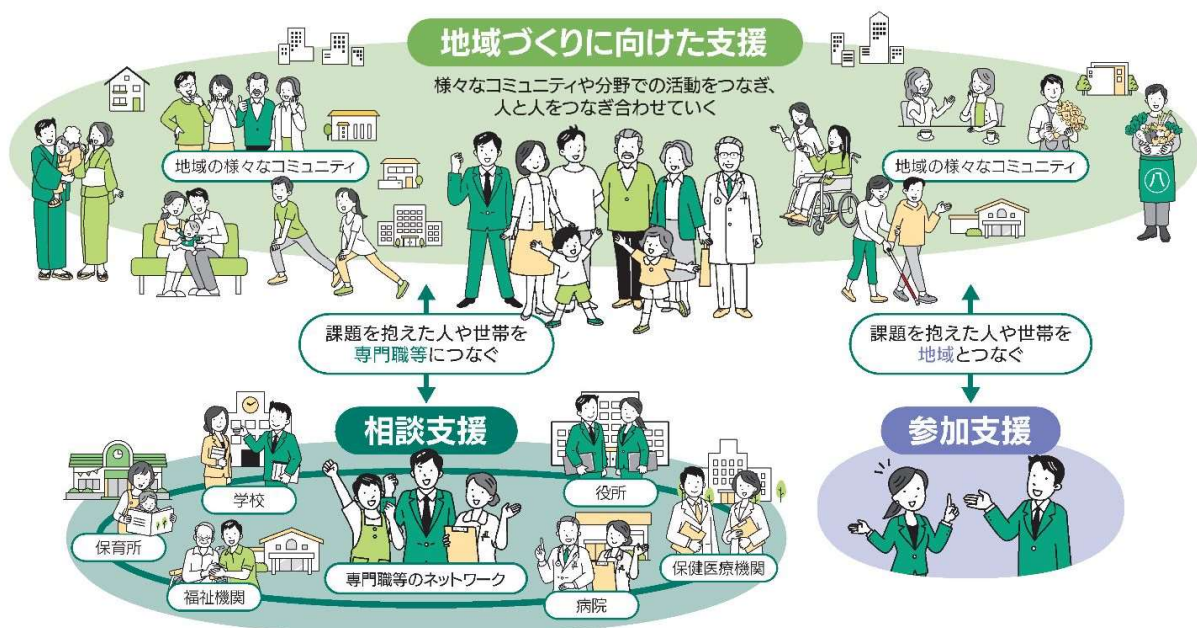 地域づくりに向けた支援
様々なコミュニティや分野での活動をつなぎ、
人と人をつなぎ合わせていく
地域の様々なコミュニティ
地域の様々なコミュニティ
八
課題を抱えた人や世帯を
専門職等につなぐ
課題を抱えた人や世帯を
地域とつなぐ
相談支援
参加支援
学校
役所
保育所
保健医療機関
専門職等のネットワーク
福祉機関
病院